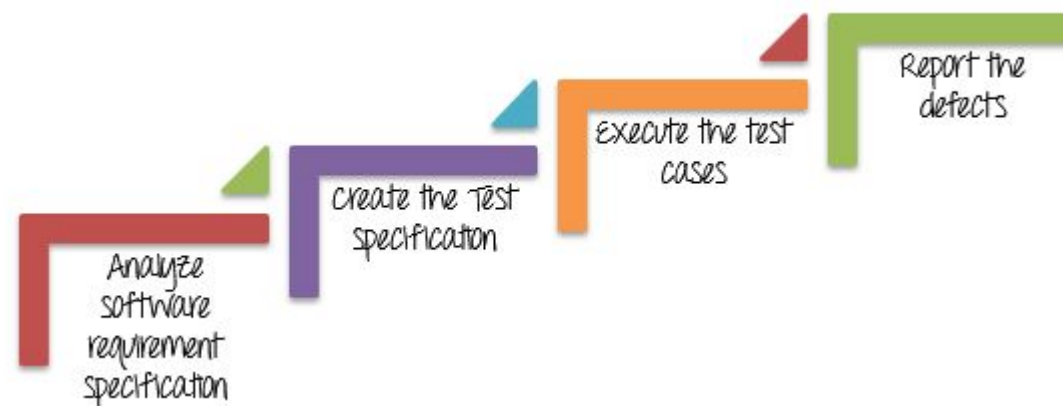 Analyze
software
requirement
specification
Create the Test
specification
Execute the test
cases
Report the
defects